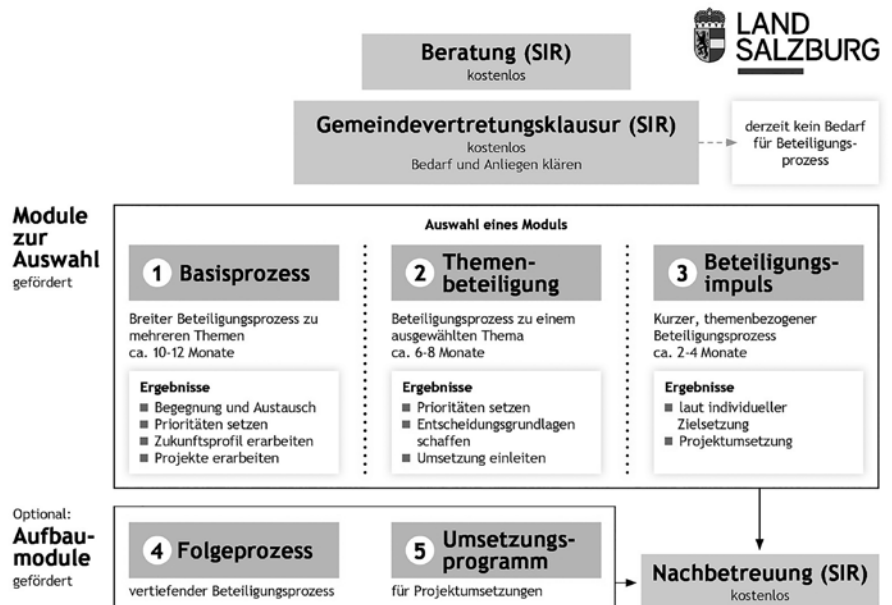 LAND
SALZBURG
Beratung (SIR)
kostenlos
Gemeindevertretungsklausur (SIR)
kostenlos
Bedarf und Anliegen klären
derzeit kein Bedarf
für Beteiligungs-
prozess
Module
zur
Auswahl
gefördert
Auswahl eines Moduls
1 Basisprozess
Breiter Beteiligungsprozess zu
mehreren Themen
ca. 10-12 Monate
Ergebnisse
■ Begegnung und Austausch
■ Prioritäten setzen
■ Zukunftsprofil erarbeiten
■ Projekte erarbeiten
2 Themen-
beteiligung
Beteiligungsprozess zu einem
ausgewählten Thema
ca. 6-8 Monate
Ergebnisse
■ Prioritäten setzen
■ Entscheidungsgrundlagen
schaffen
■ Umsetzung einleiten
3 Beteiligungs-
impuls
Kurzer, themenbezogener
Beteiligungsprozess
ca. 2-4 Monate
Ergebnisse
■ laut individueller
Zielsetzung
■ Projektumsetzung
Optional:
Aufbau-
module
gefördert
4 Folgeprozess
vertiefender Beteiligungsprozess
5 Umsetzungs-
programm
für Projektumsetzungen
Nachbetreuung (SIR)
kostenlos